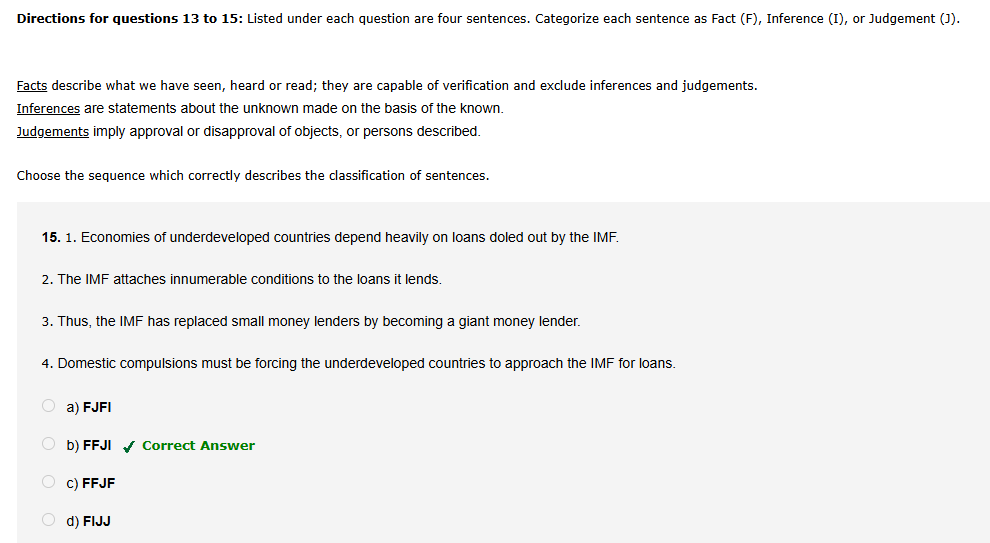 Directions for questions 13 to 15: Listed under each question are four sentences. Categorize each sentence as Fact (F), Inference (I), or Judgement (J).
Facts describe what we have seen, heard or read; they are capable of verification and exclude inferences and judgements.
Inferences are statements about the unknown made on the basis of the known.
Judgements imply approval or disapproval of objects, or persons described.
Choose the sequence which correctly describes the classification of sentences.
15. 1. Economies of underdeveloped countries depend heavily on loans doled out by the IMF.
2. The IMF attaches innumerable conditions to the loans it lends.
3. Thus, the IMF has replaced small money lenders by becoming a giant money lender.
4. Domestic compulsions must be forcing the underdeveloped countries to approach the IMF for loans.
a) FJFI
b) FFJI ✓ Correct Answer
c) FFJF
d) FIJJ